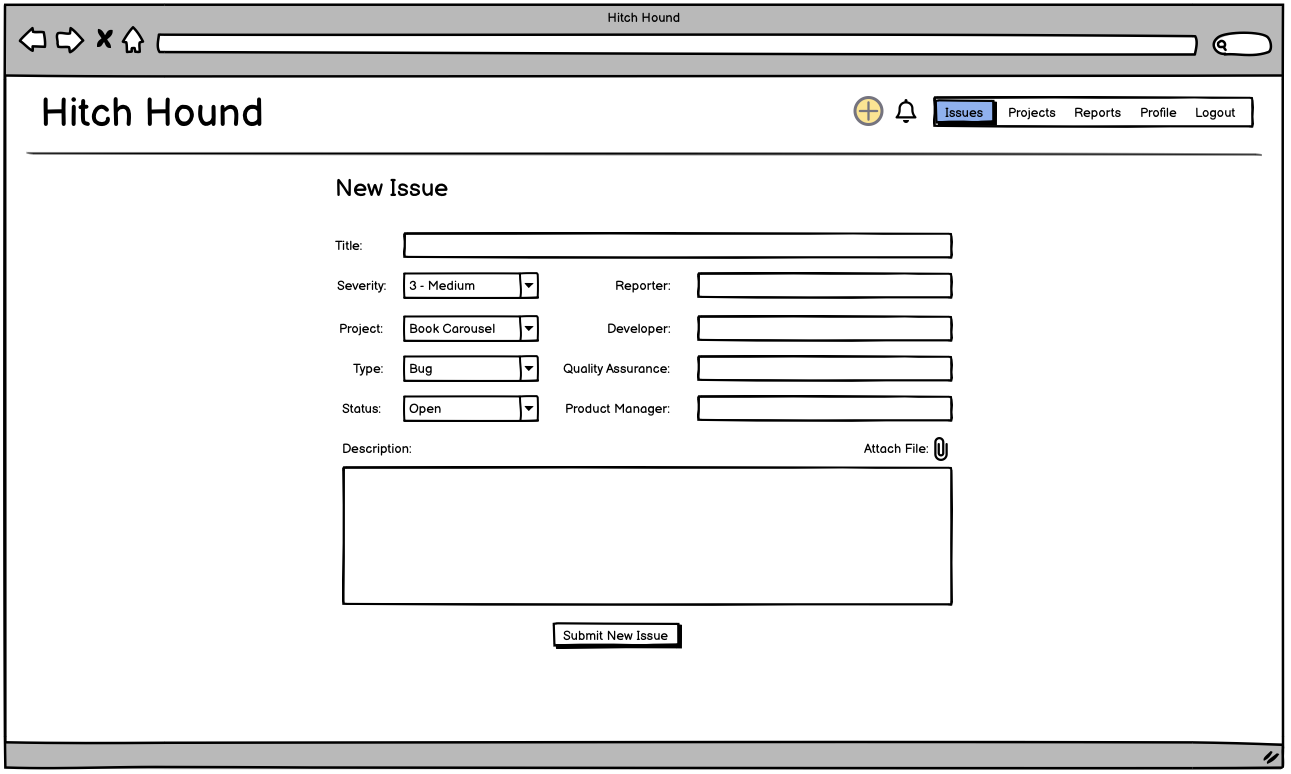 Hitch Hound
Hitch Hound
Issues Projects Reports Profile Logout
New Issue
Title:
Severity: 3 - Medium Reporter:
Project: Book Carousel Developer:
Type: Bug Quality Assurance:
Status: Open Product Manager:
Description: Attach File:
Submit New Issue